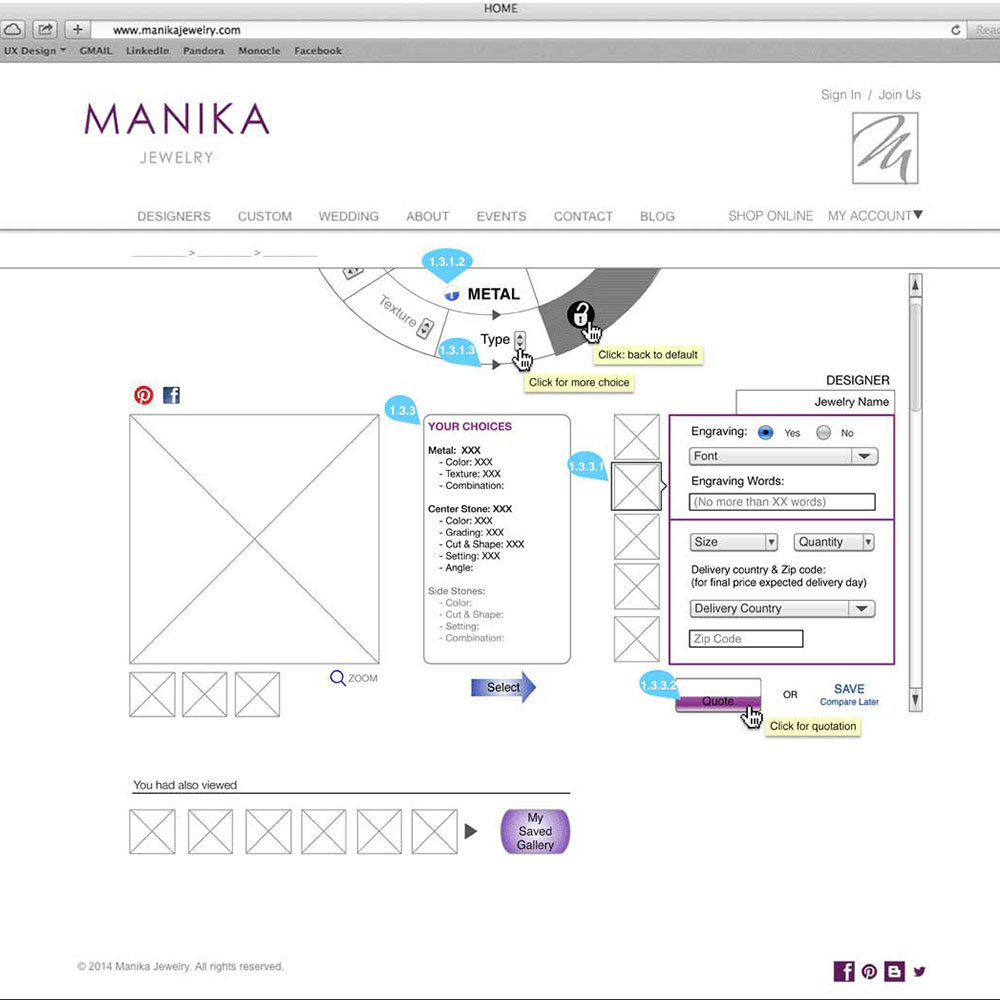 HOME
www.manikajewelry.com
UX Design GMAIL LinkedIn Pandora Monocle Facebook
Sign In / Join Us
MANIKA
JEWELRY
DESIGNERS CUSTOM WEDDING ABOUT EVENTS CONTACT BLOG SHOP ONLINE MY ACCOUNT▼
________ > ________ > ________
1.3.1.2
METAL
Texture
Type
1.3.1.3
Click: back to default
Click for more choice
DESIGNER
Jewelry Name
1.3.3
YOUR CHOICES
Metal: XXX
- Color: XXX
- Texture: XXX
- Combination:
Center Stone: XXX
- Color: XXX
- Grading: XXX
- Cut & Shape: XXX
- Setting: XXX
- Angle:
Side Stones:
- Color:
- Cut & Shape:
- Setting:
- Combination:
Select
ZOOM
1.3.3.1
Engraving: Yes No
Font
Engraving Words:
(No more than XX words)
Size Quantity
Delivery country & Zip code:
(for final price expected delivery day)
Delivery Country
Zip Code
1.3.3.2
Quote OR SAVE
Compare Later
Click for quotation
You had also viewed
My
Saved
Gallery
© 2014 Manika Jewelry. All rights reserved.